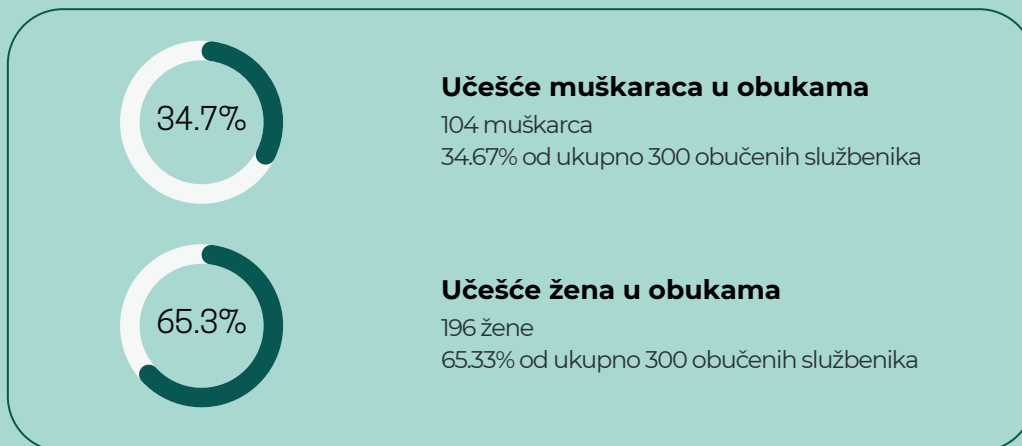 34.7%
Učešće muškaraca u obukama
104 muškarca
34.67% od ukupno 300 obučenih službenika
65.3%
Učešće žena u obukama
196 žene
65.33% od ukupno 300 obučenih službenika